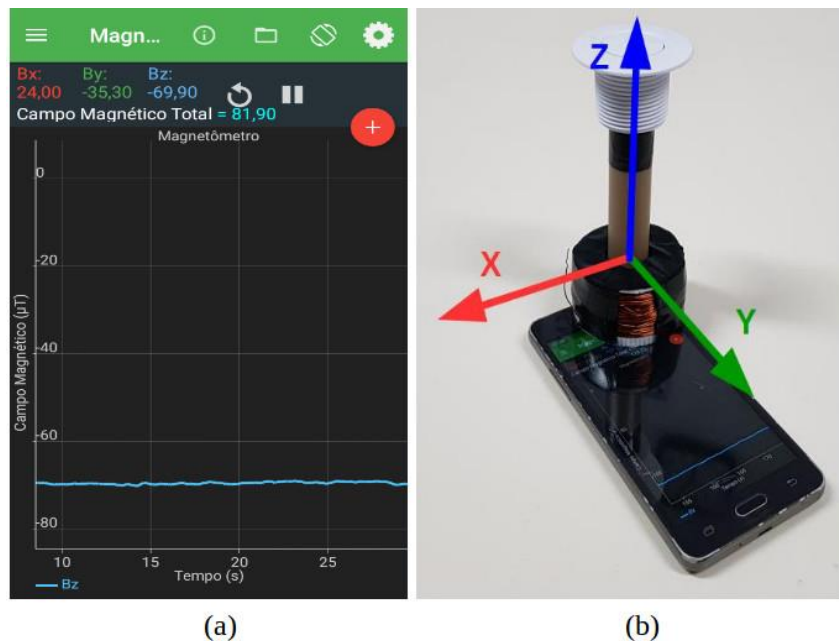 Magn...
Bx: By: Bz:
24,00 -35,30 -69,90
Campo Magnético Total = 81,90
+
Magnetômetro
0
-20
-40
-60
-80
Campo Magnético (µT)
10 15 20 25
Tempo (s)
Bz
(a)
Z
X
Y
(b)